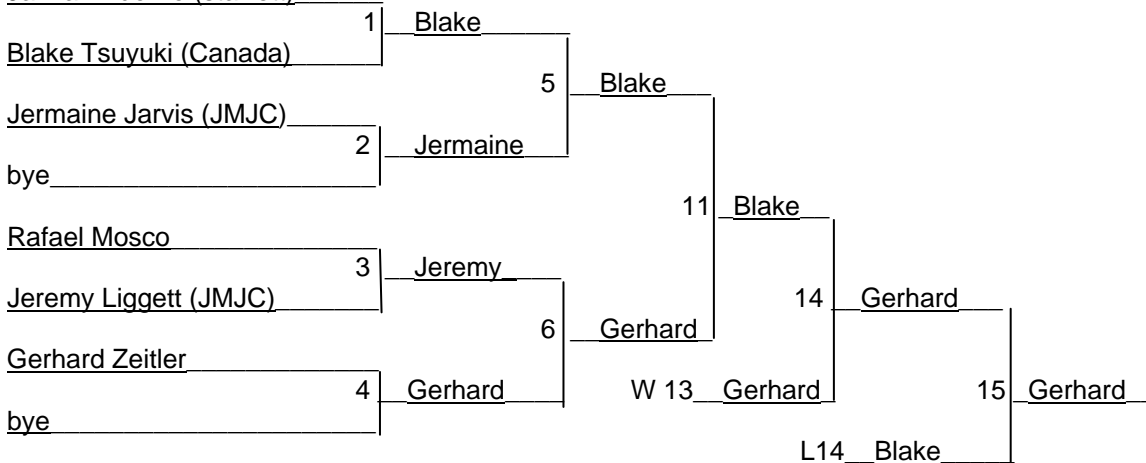 1 Blake
Blake Tsuyuki (Canada)
5 Blake
Jermaine Jarvis (JMJC)
2 Jermaine
bye
11 Blake
Rafael Mosco
3 Jeremy
Jeremy Liggett (JMJC)
14 Gerhard
6 Gerhard
Gerhard Zeitler
4 Gerhard
W 13 Gerhard
15 Gerhard
bye
L14 Blake